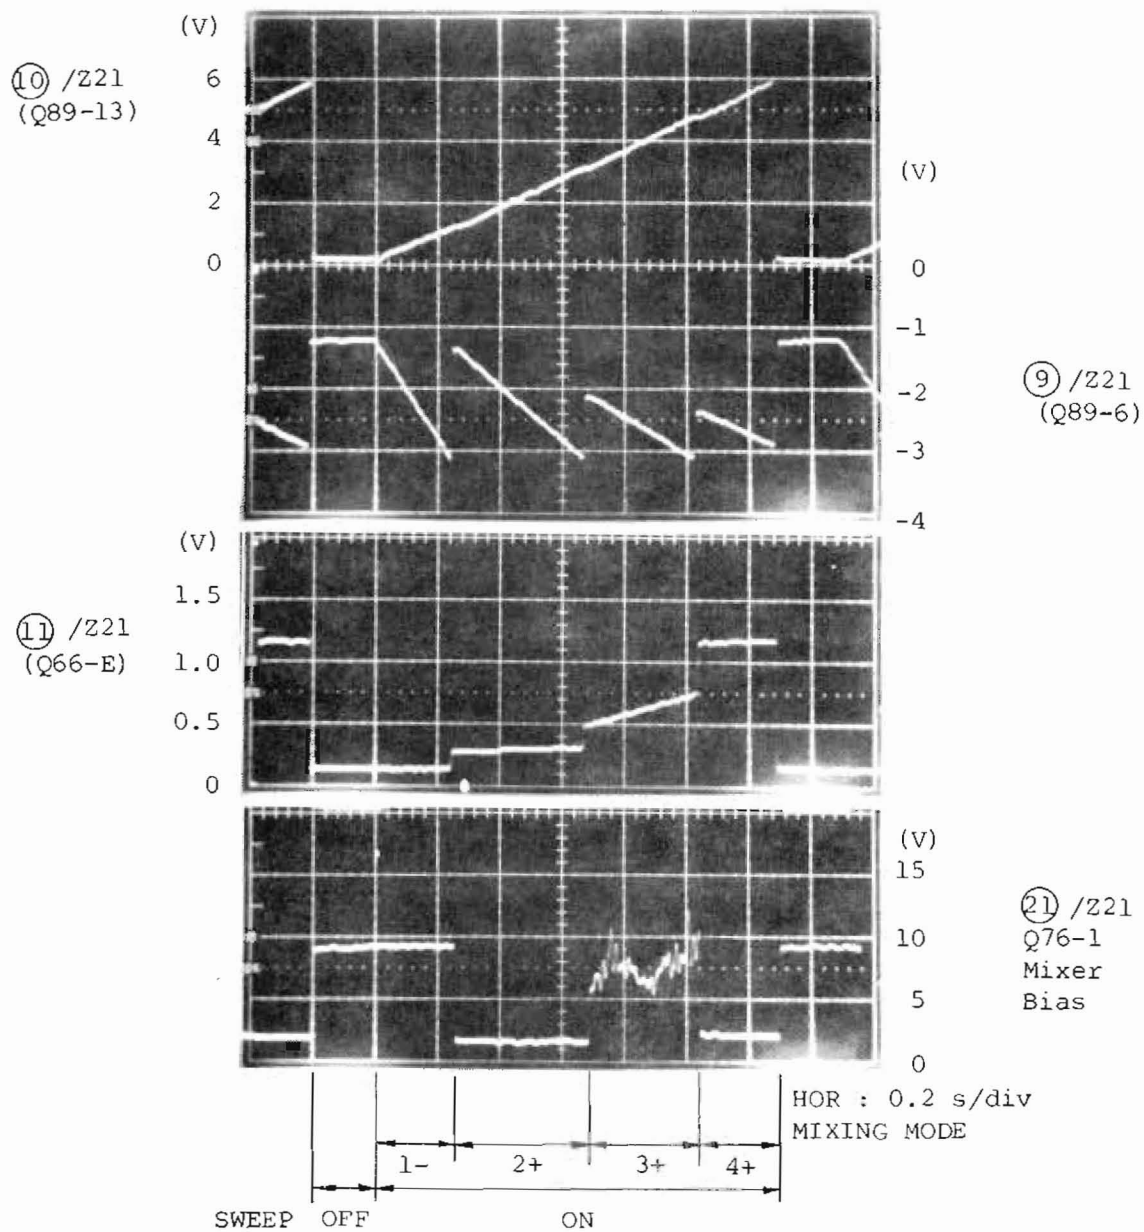 (V)
⑩ /Z21
(Q89-13)
6
4
2
0
(V)
0
-1
-2
-3
-4
⑨ /Z21
(Q89-6)
(V)
⑪ /Z21
(Q66-E)
1.5
1.0
0.5
0
(V)
15
10
5
0
㉑ /Z21
Q76-1
Mixer
Bias
HOR : 0.2 s/div
MIXING MODE
1- 2+ 3+ 4+
SWEEP OFF ON